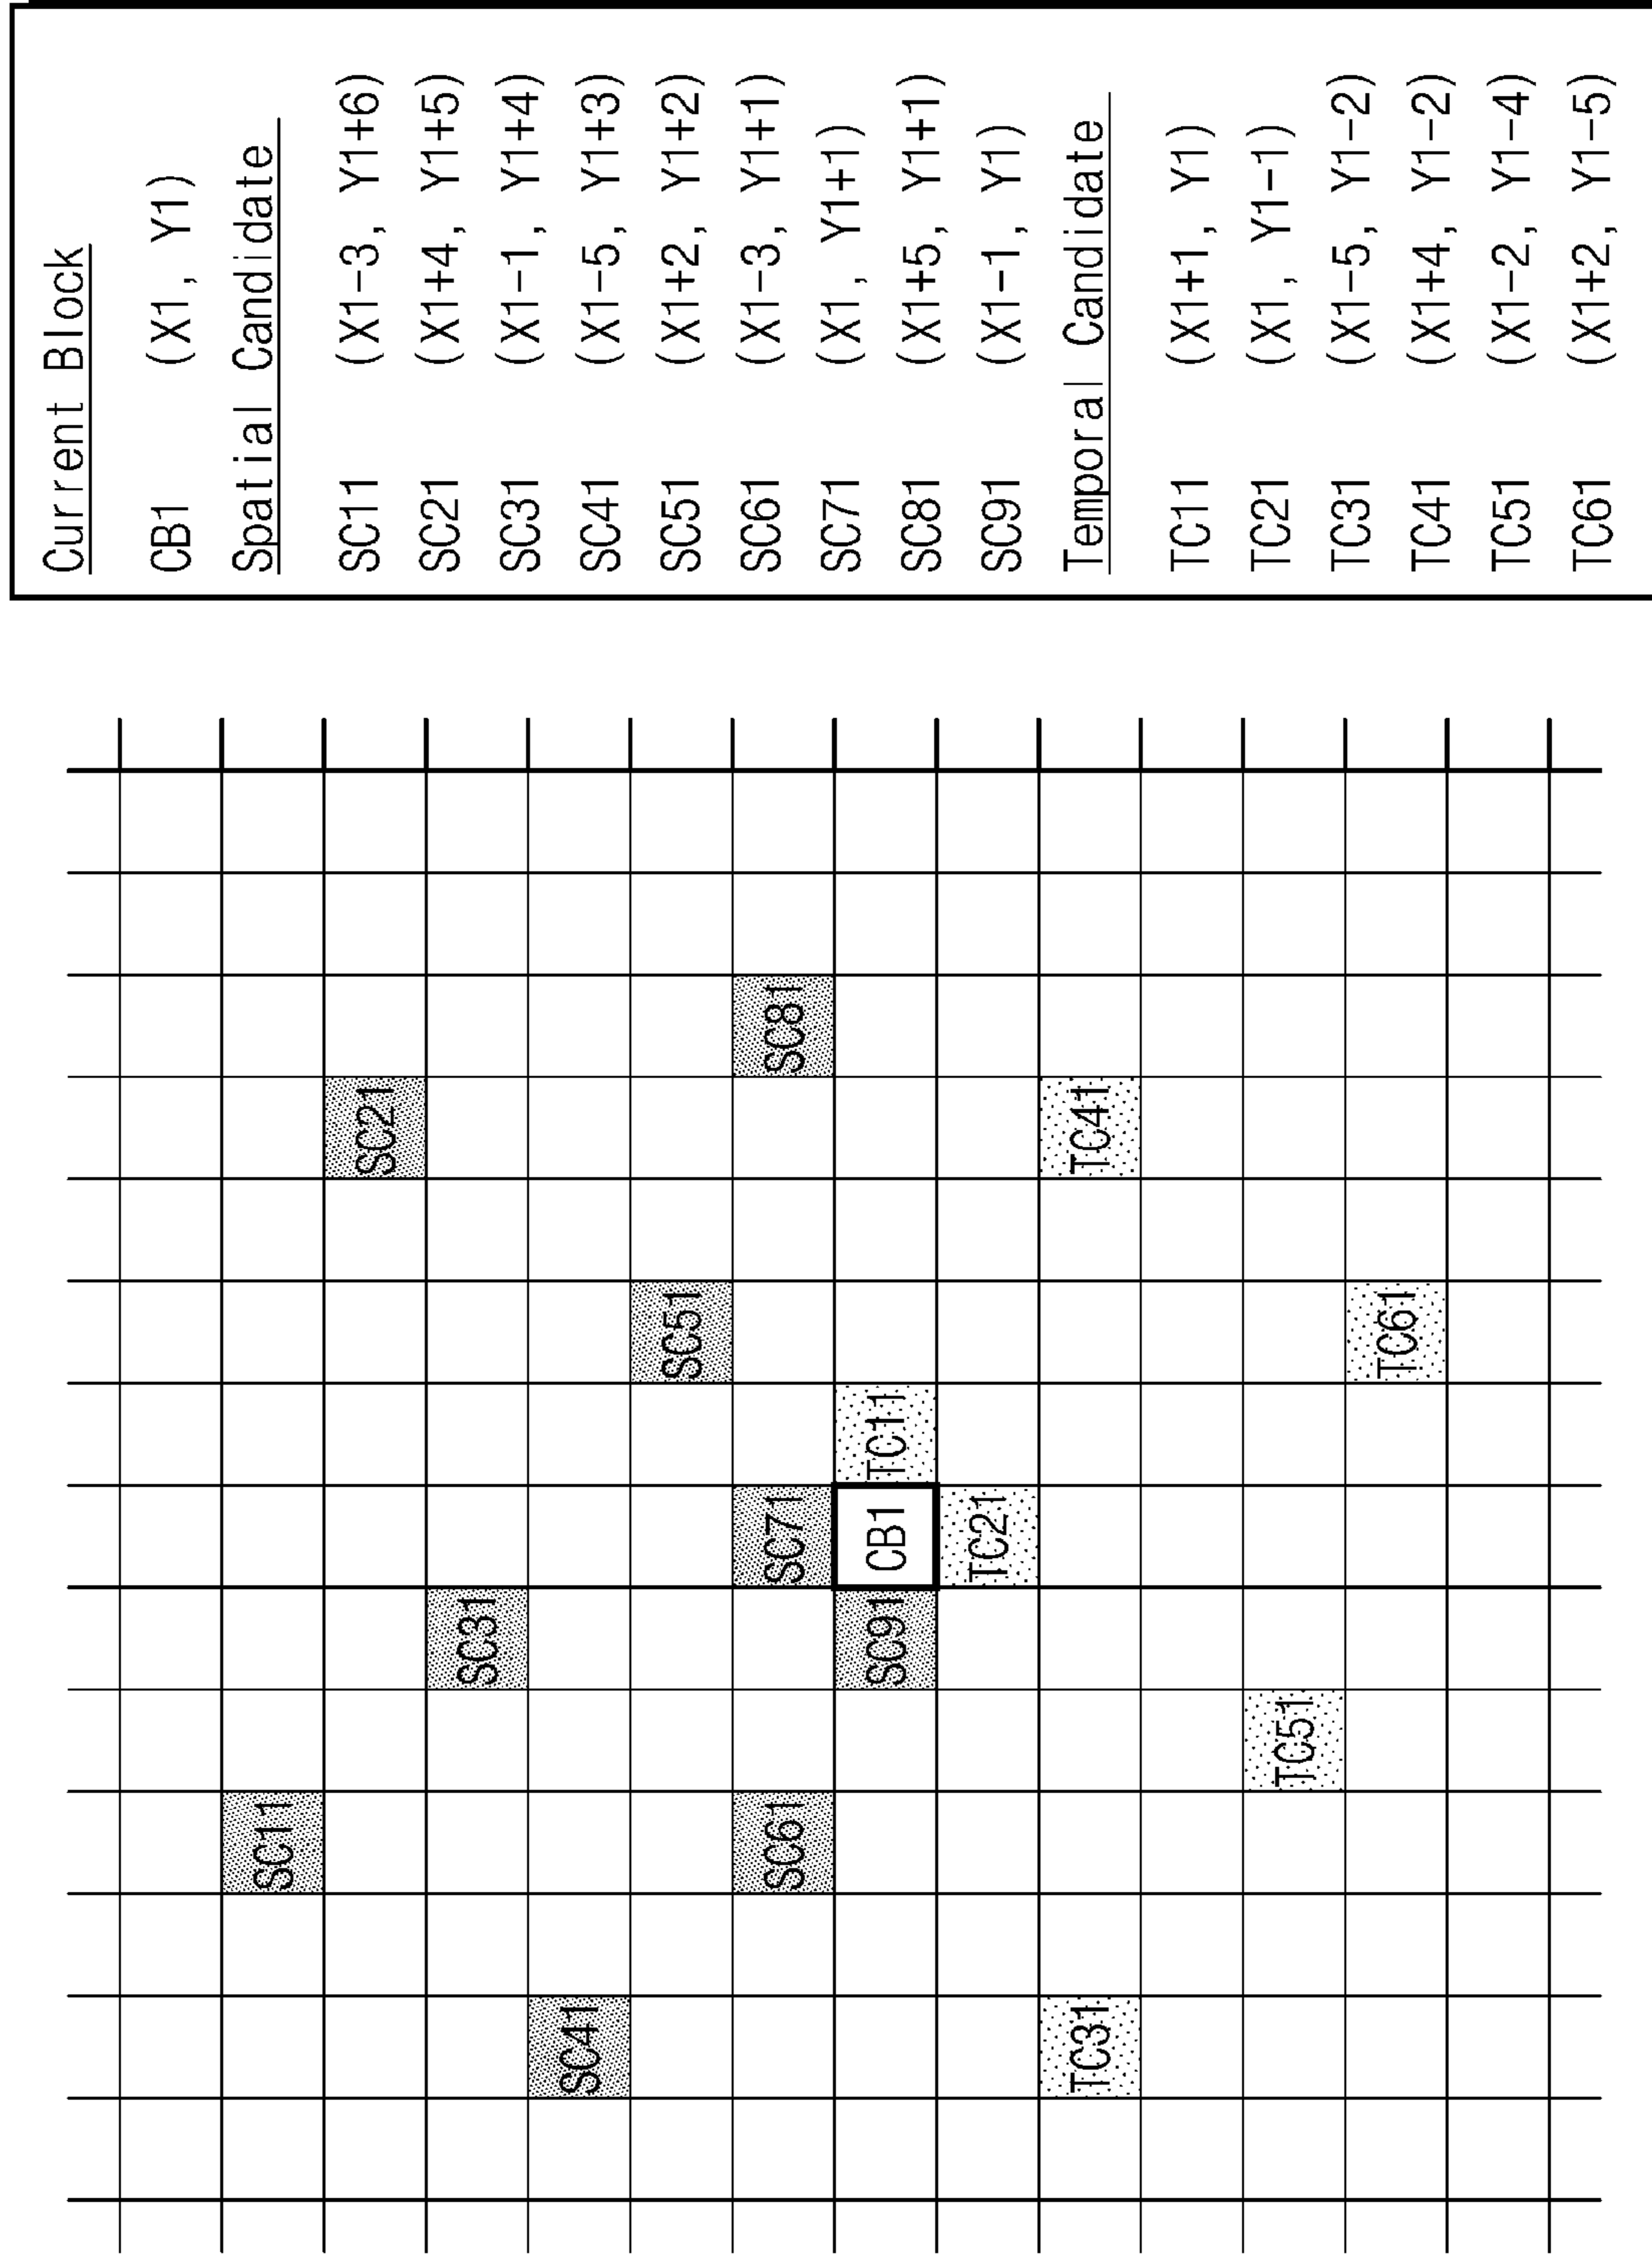 SC11
SC21
SC31
SC41
SC51
SC61 SC71 SC81
SC91 CB1 TC11
TC21
TC31 TC41
TC51
TC61
Current Block
CB1 (X1, Y1)
Spatial Candidate
SC11 (X1-3, Y1+6)
SC21 (X1+4, Y1+5)
SC31 (X1-1, Y1+4)
SC41 (X1-5, Y1+3)
SC51 (X1+2, Y1+2)
SC61 (X1-3, Y1+1)
SC71 (X1, Y1+1)
SC81 (X1+5, Y1+1)
SC91 (X1-1, Y1)
Temporal Candidate
TC11 (X1+1, Y1)
TC21 (X1, Y1-1)
TC31 (X1-5, Y1-2)
TC41 (X1+4, Y1-2)
TC51 (X1-2, Y1-4)
TC61 (X1+2, Y1-5)